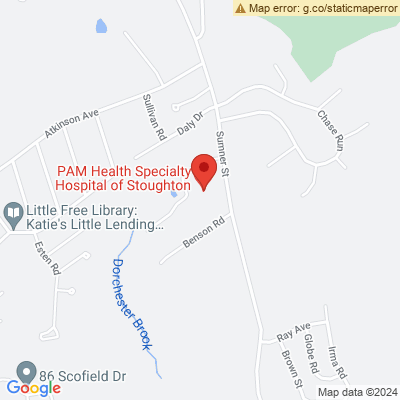 Map error: g.co/staticmaperror
Atkinson Ave
Sullivan Rd
Daly Dr
Sumner St
Chase Run
PAM Health Specialty
Hospital of Stoughton
Little Free Library:
Katie's Little Lending...
Benson Rd
Esten Rd
Dorchester Brook
Ray Ave
Globe Rd
Irma Rd
Brown St
86 Scofield Dr
Google
Map data ©2024